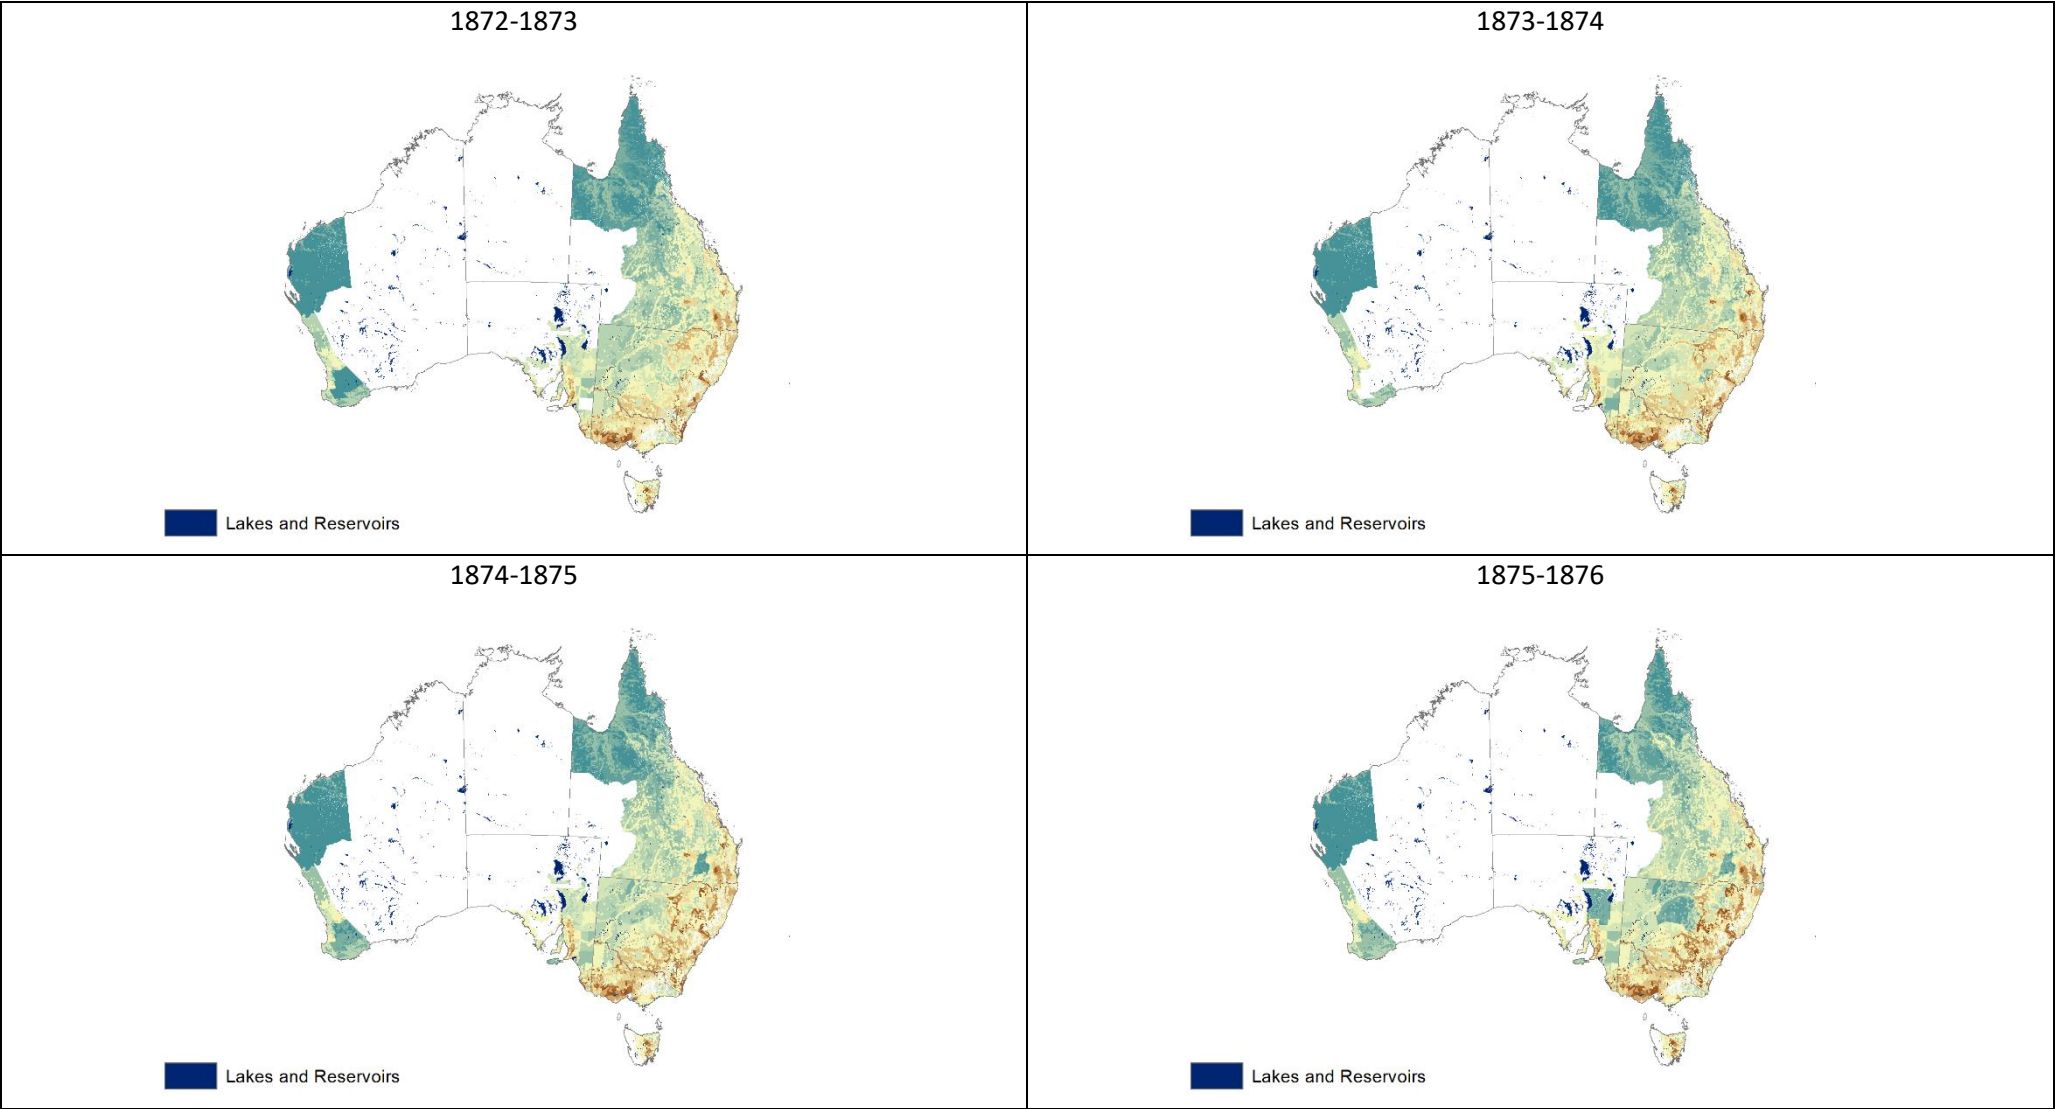 1872-1873
1873-1874
Lakes and Reservoirs
Lakes and Reservoirs
1874-1875
1875-1876
Lakes and Reservoirs
Lakes and Reservoirs